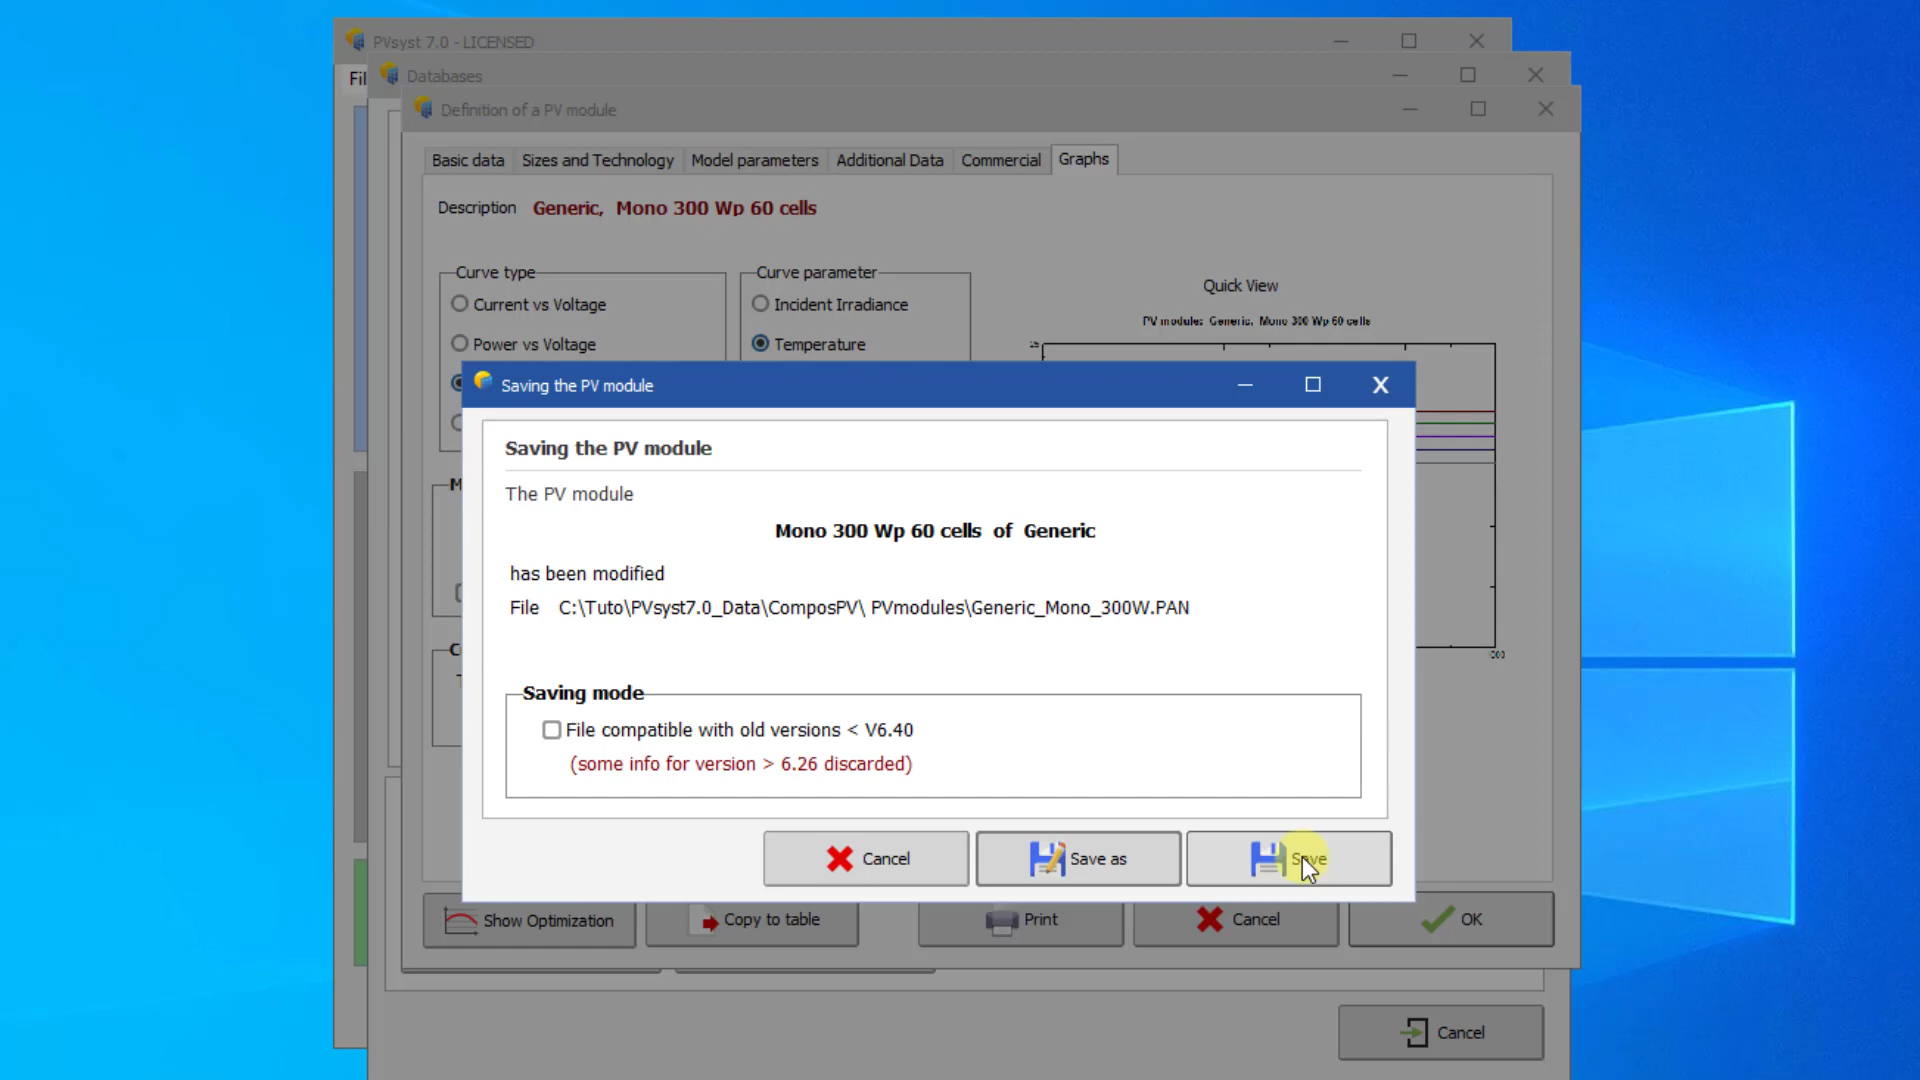 PVsyst 7.0 - LICENSED
Fil
Databases
Definition of a PV module
Basic data Sizes and Technology Model parameters Additional Data Commercial Graphs
Description Generic, Mono 300 Wp 60 cells
Curve type
Current vs Voltage
Power vs Voltage
Curve parameter
Incident Irradiance
Temperature
Quick View
PV module: Generic, Mono 300 Wp 60 cells
Saving the PV module
Saving the PV module
The PV module
Mono 300 Wp 60 cells of Generic
has been modified
File C:\Tuto\PVsyst7.0_Data\ComposPV\ PVmodules\Generic_Mono_300W.PAN
Saving mode
File compatible with old versions < V6.40
(some info for version > 6.26 discarded)
Cancel Save as Save
Show Optimization Copy to table Print Cancel OK
Cancel